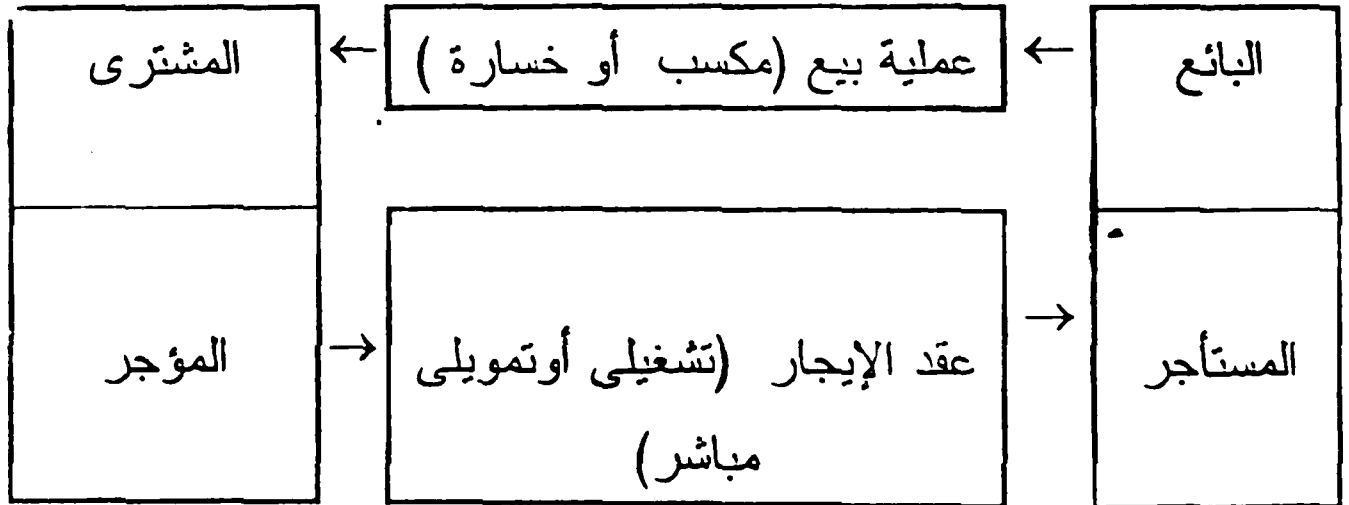 البائع
← عملية بيع (مكسب أو خسارة ) ←
المشترى
المستأجر
→ عقد الإيجار (تشغيلى أوتمويلى →
مباشر)
المؤجر